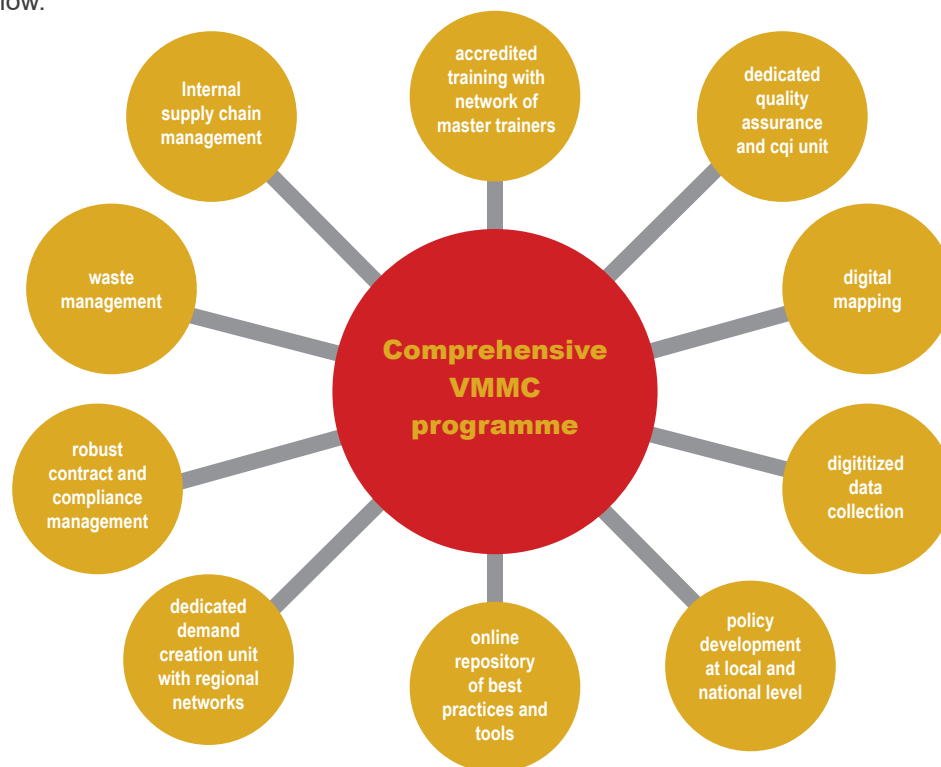 low.
accredited
training with
network of
master trainers
dedicated
quality
assurance
and cqi unit
digital
mapping
digititized
data
collection
policy
development
at local and
national level
online
repository
of best
practices and
tools
dedicated
demand
creation unit
with regional
networks
robust
contract and
compliance
management
waste
management
Internal
supply chain
management
Comprehensive
VMMC
programme